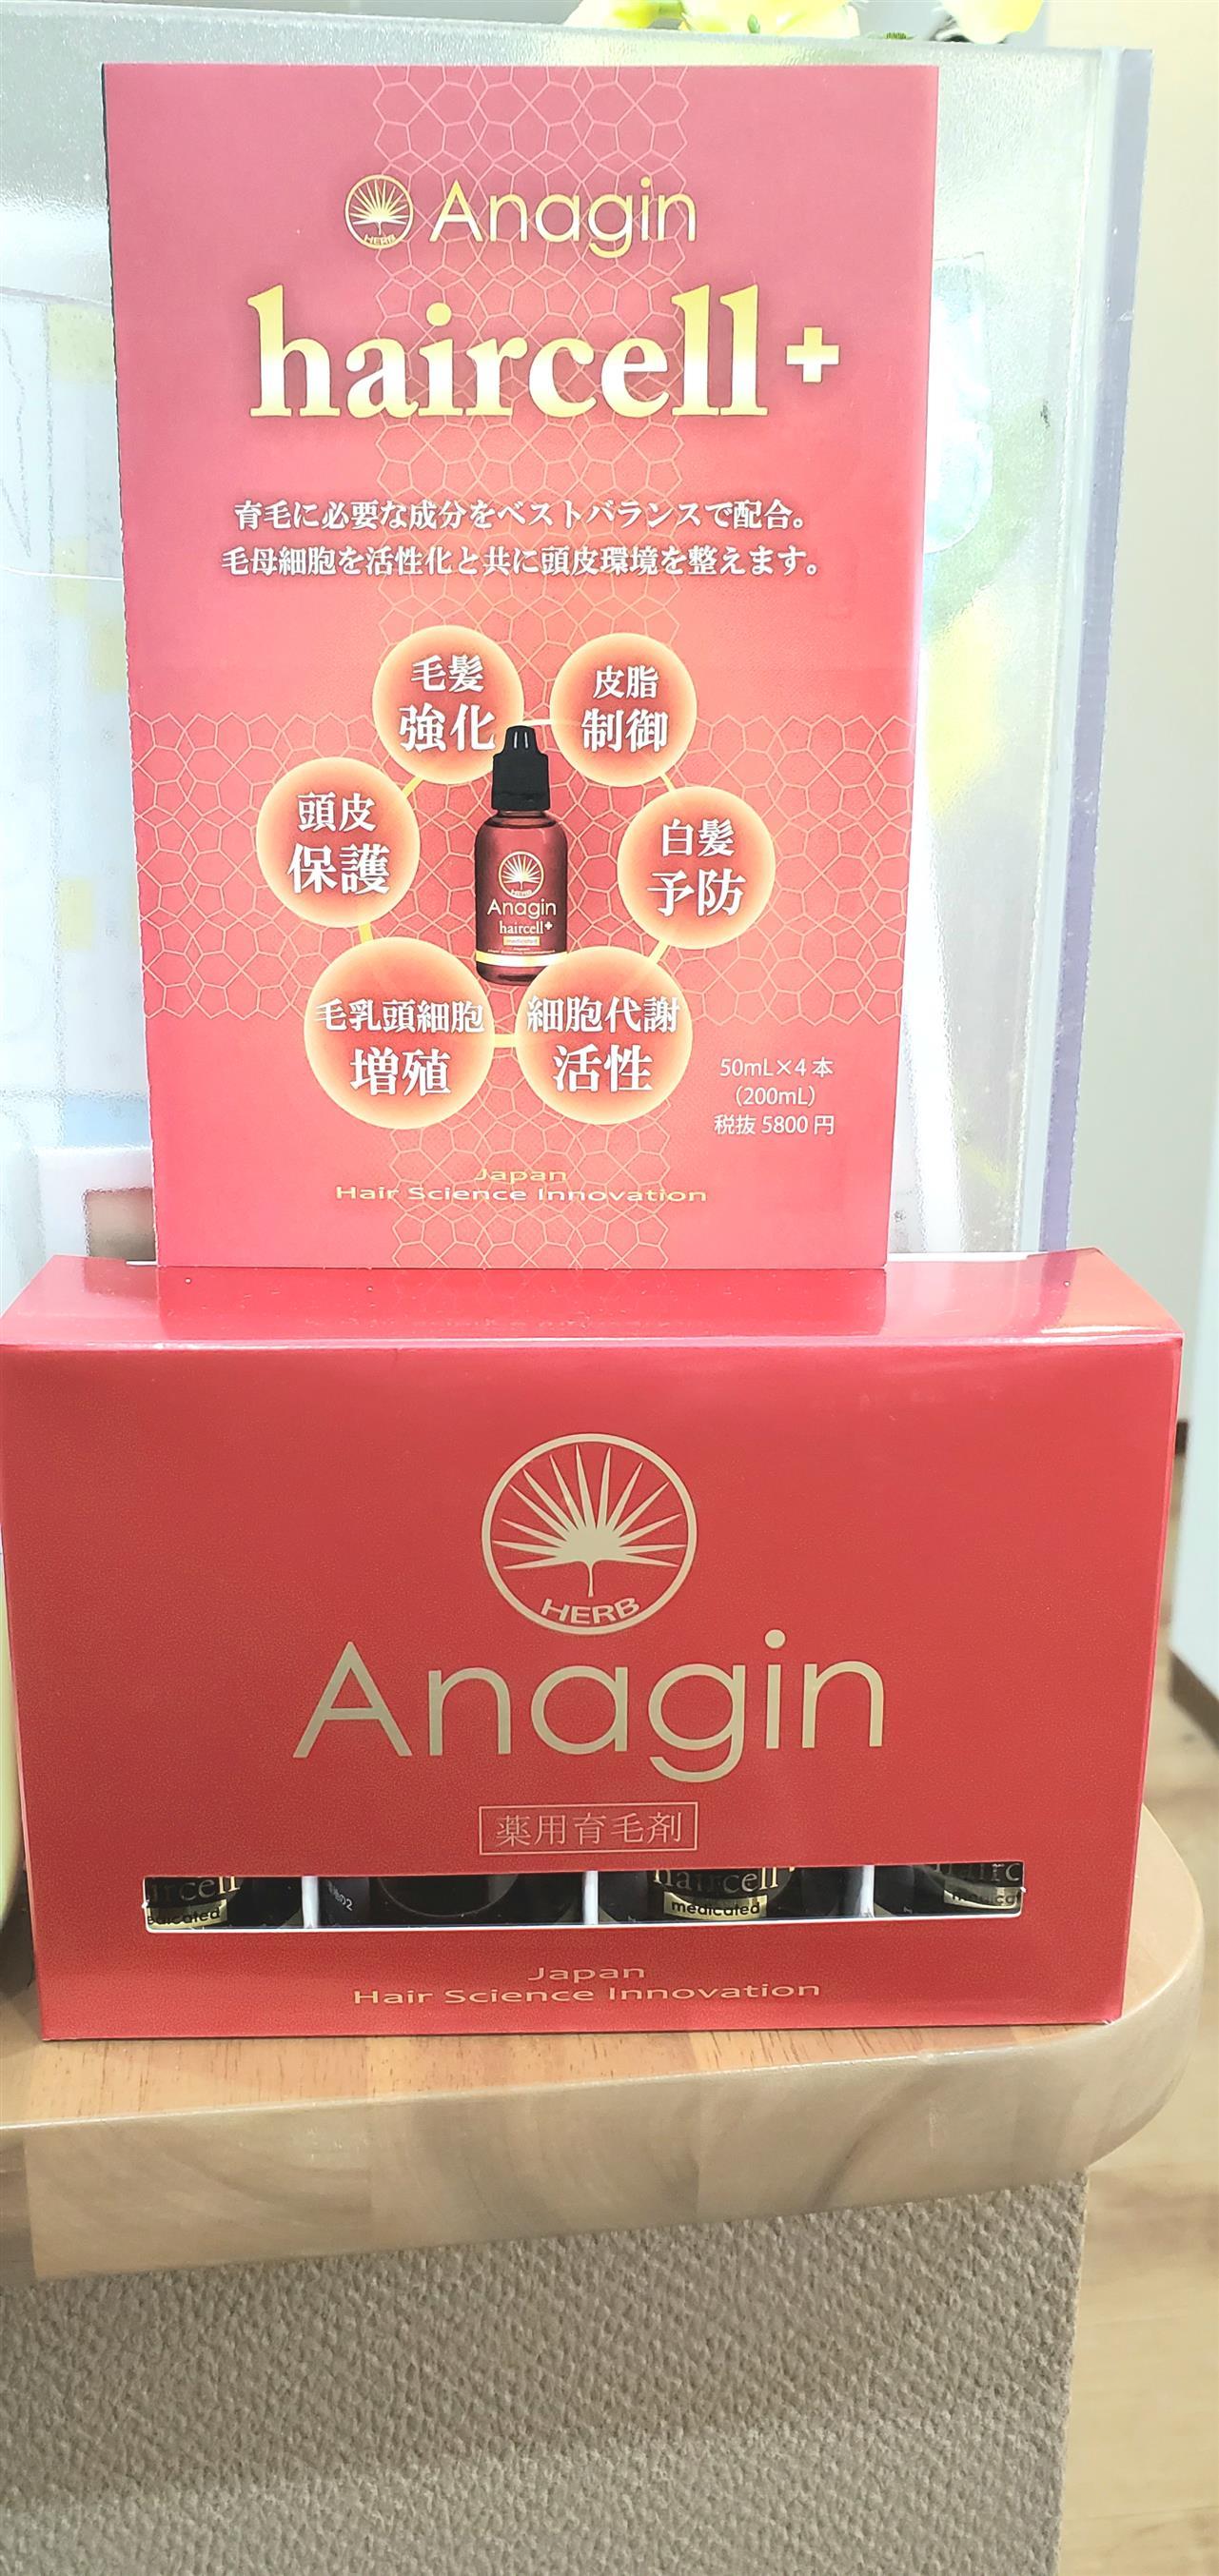 HERB
Anagin
haircell+
育毛に必要な成分をベストバランスで配合。
毛母細胞を活性化と共に頭皮環境を整えます。
毛髪
強化
皮脂
制御
頭皮
保護
白髪
予防
Anagin
haircell+
medicated
毛乳頭細胞
増殖
細胞代謝
活性
50mL×4本
(200mL)
税抜 5800 円
Japan
Hair Science Innovation
HERB
Anagin
薬用育毛剤
haircell+
medicated
Japan
Hair Science Innovation